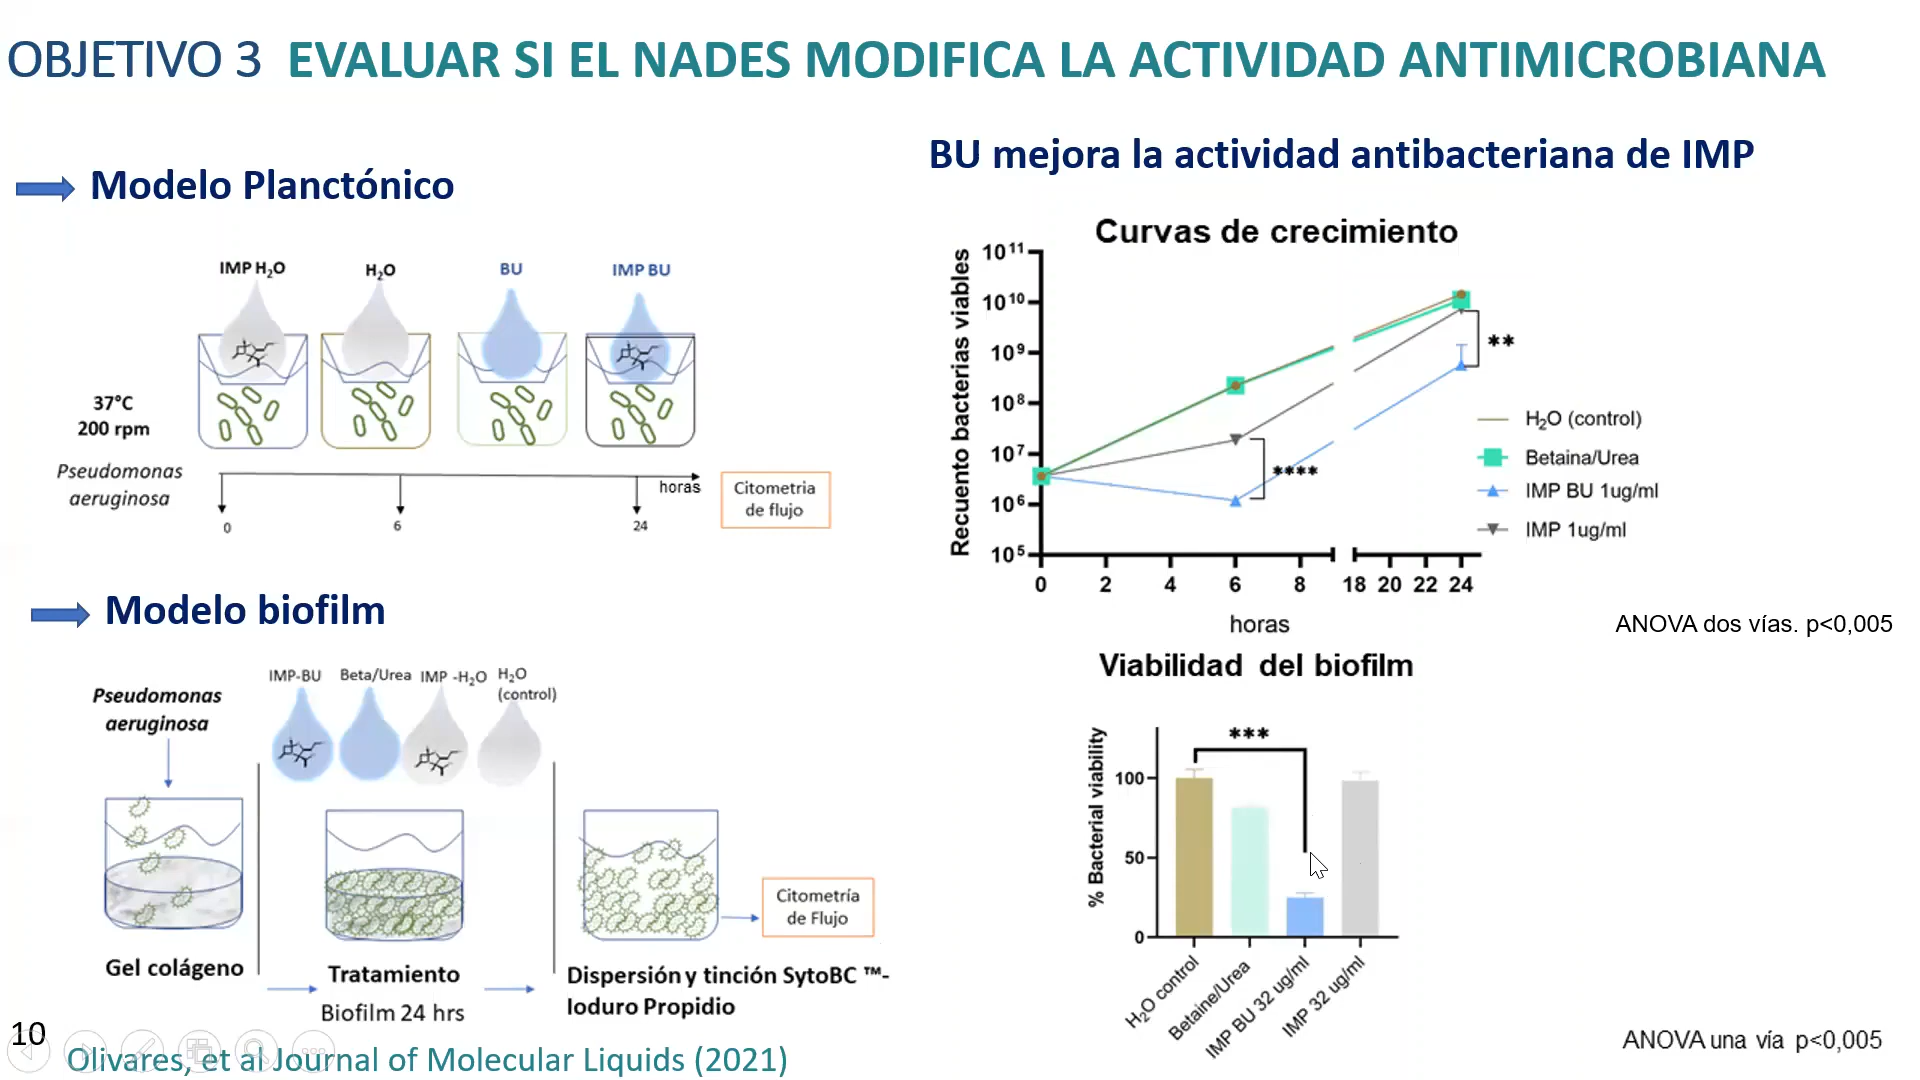 OBJETIVO 3 EVALUAR SI EL NADES MODIFICA LA ACTIVIDAD ANTIMICROBIANA
Modelo Planctónico
IMP H₂O
H₂O
BU
IMP BU
37°C
200 rpm
Pseudomonas
aeruginosa
horas
0
6
24
Citometria
de flujo
Modelo biofilm
Pseudomonas
aeruginosa
IMP-BU
Beta/Urea
IMP -H₂O
H₂O
(control)
Citometría
de Flujo
Gel colágeno
Tratamiento
Biofilm 24 hrs
Dispersión y tinción SytoBC ™-
Ioduro Propidio
10
Olivares, et al Journal of Molecular Liquids (2021)
BU mejora la actividad antibacteriana de IMP
Curvas de crecimiento
Recuento bacterias viables
10¹¹
10¹⁰
10⁹
10⁸
10⁷
10⁶
10⁵
0 2 4 6 8 18 20 22 24
horas
****
**
H₂O (control)
Betaina/Urea
IMP BU 1ug/ml
IMP 1ug/ml
ANOVA dos vías. p<0,005
Viabilidad del biofilm
% Bacterial viability
100
50
0
***
H₂O control
Betaine/Urea
IMP BU 32 ug/ml
IMP 32 ug/ml
ANOVA una vía p<0,005